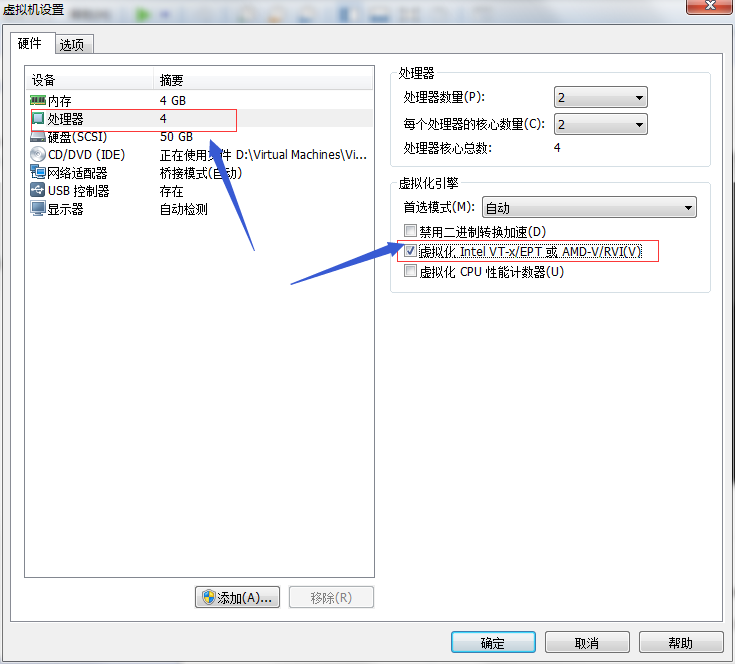 虚拟机设置
硬件 选项
设备 摘要
内存 4 GB
处理器 4
硬盘(SCSI) 50 GB
CD/DVD (IDE) 正在使用 件 D:\Virtual Machines\Vi...
网络适配器 桥接模式(自动)
USB 控制器 存在
显示器 自动检测
添加(A)... 移除(R)
处理器
处理器数量(P): 2
每个处理器的核心数量(C): 2
处理器核心总数: 4
虚拟化引擎
首选模式(M): 自动
禁用二进制转换加速(D)
虚拟化 Intel VT-x/EPT 或 AMD-V/RVI(V)
虚拟化 CPU 性能计数器(U)
确定 取消 帮助